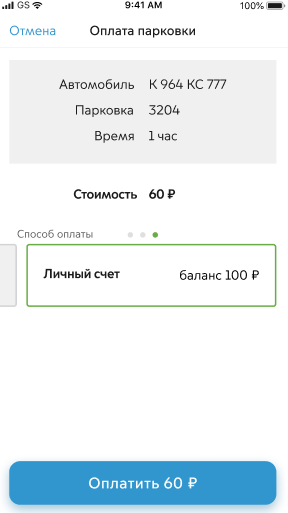 GS 9:41 AM 100%
Отмена Оплата парковки
Автомобиль К 964 КС 777
Парковка 3204
Время 1 час
Стоимость 60 ₽
Способ оплаты
Личный счет баланс 100 ₽
Оплатить 60 ₽